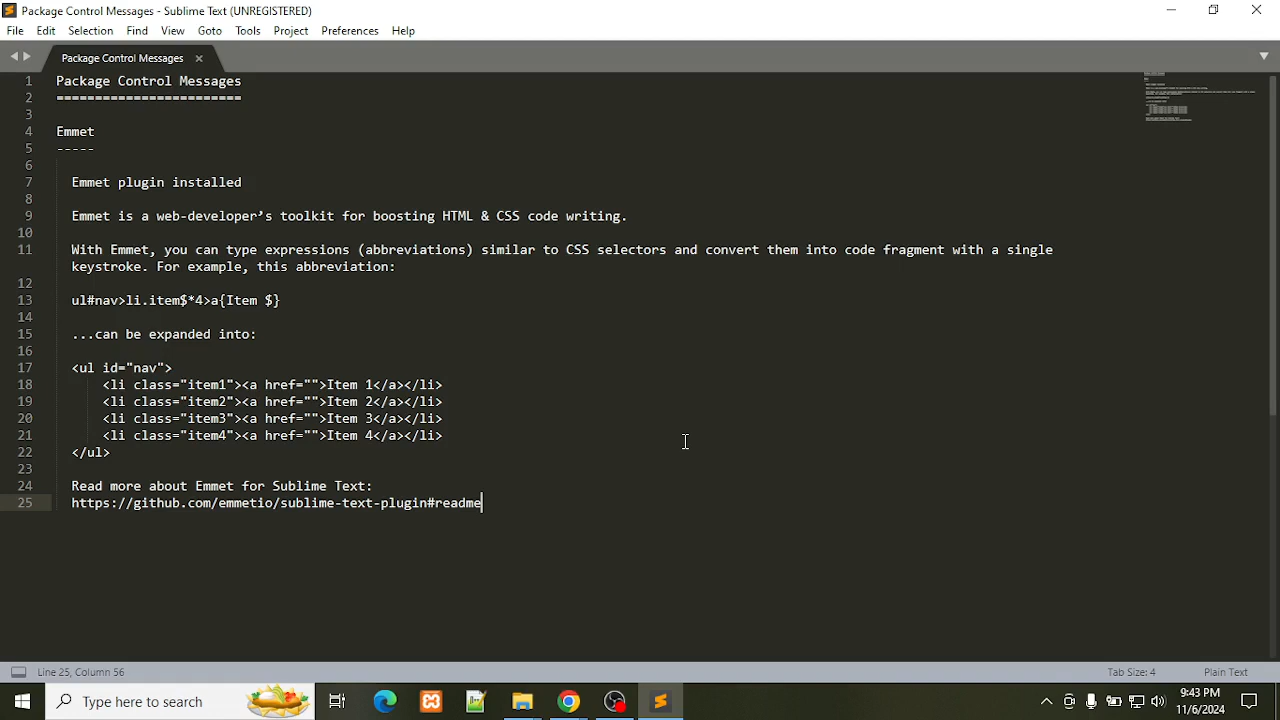 Package Control Messages - Sublime Text (UNREGISTERED)
File Edit Selection Find View Goto Tools Project Preferences Help
Package Control Messages
1 Package Control Messages
2 ========================
3
4 Emmet
5 -----
6
7 Emmet plugin installed
8
9 Emmet is a web-developer’s toolkit for boosting HTML & CSS code writing.
10
11 With Emmet, you can type expressions (abbreviations) similar to CSS selectors and convert them into code fragment with a single
keystroke. For example, this abbreviation:
12
13 ul#nav>li.item$*4>a{Item $}
14
15 ...can be expanded into:
16
17 <ul id="nav">
18 <li class="item1"><a href="">Item 1</a></li>
19 <li class="item2"><a href="">Item 2</a></li>
20 <li class="item3"><a href="">Item 3</a></li>
21 <li class="item4"><a href="">Item 4</a></li>
22 </ul>
23
24 Read more about Emmet for Sublime Text:
25 https://github.com/emmetio/sublime-text-plugin#readme
Line 25, Column 56 Tab Size: 4 Plain Text
Type here to search
9:43 PM
11/6/2024